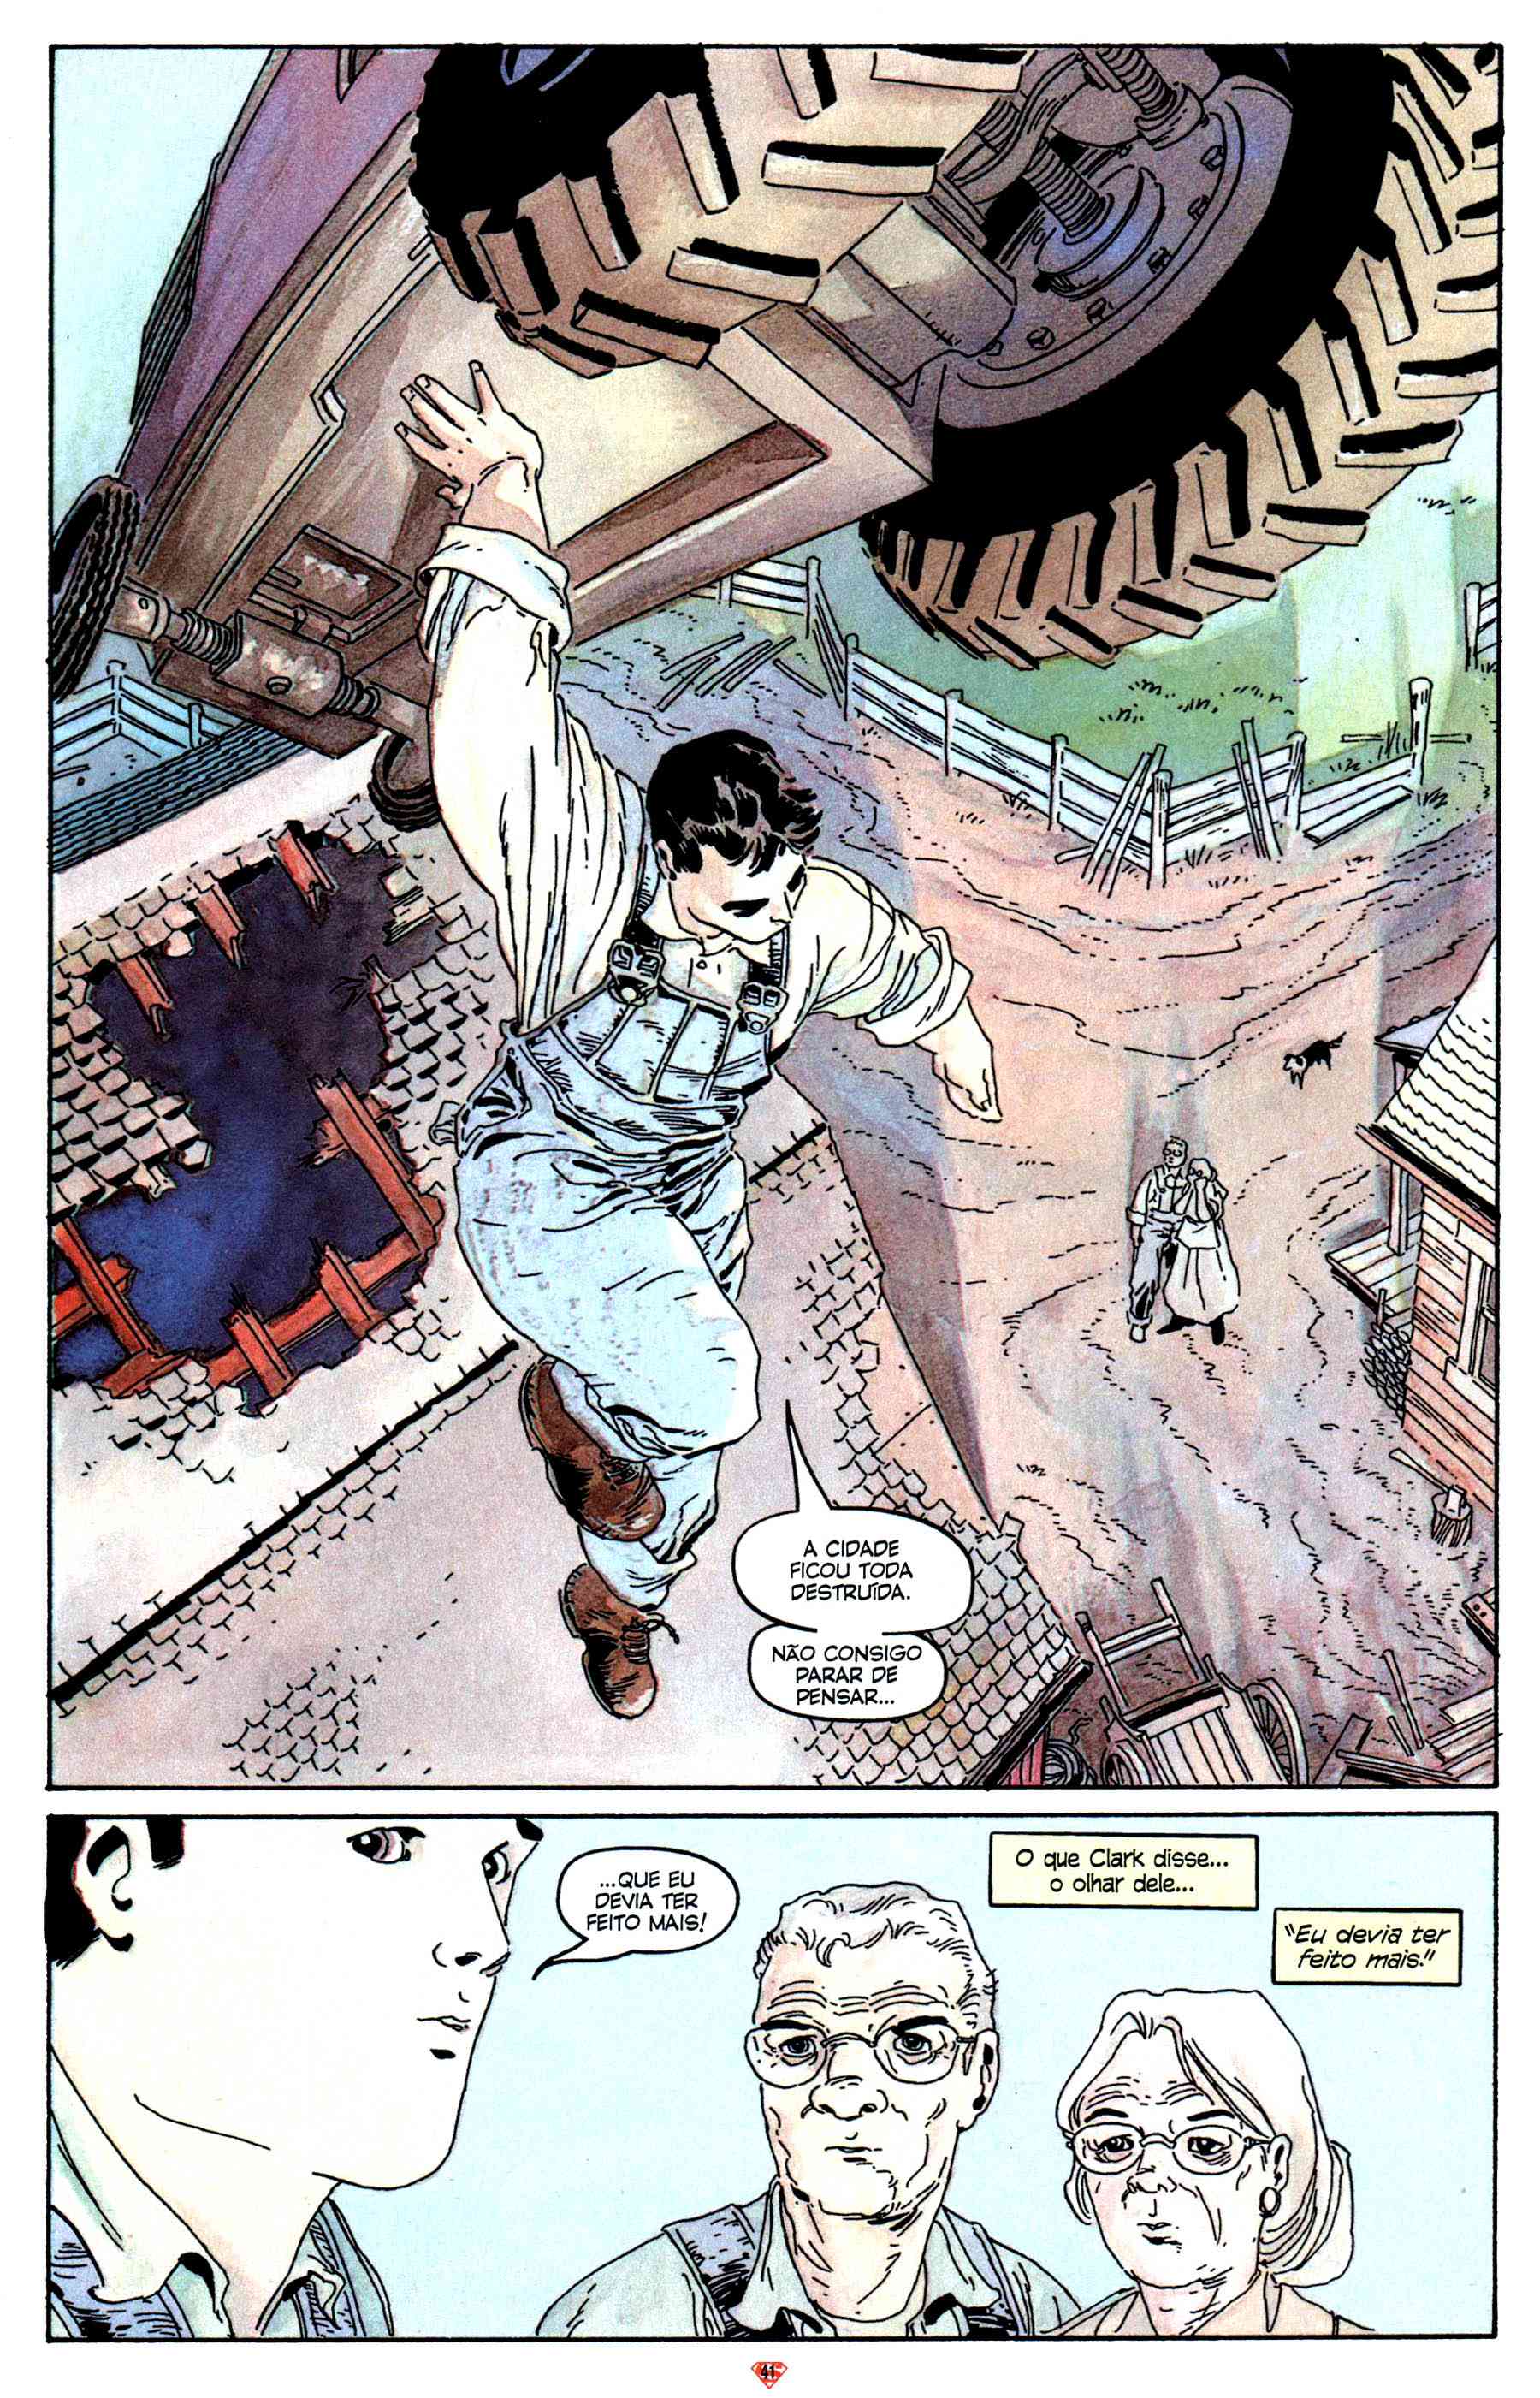 A CIDADE
FICOU TODA
DESTRUÍDA.
NÃO CONSIGO
PARAR DE
PENSAR...
...QUE EU
DEVIA TER
FEITO MAIS!
O que Clark disse...
o olhar dele...
"Eu devia ter
feito mais."
41